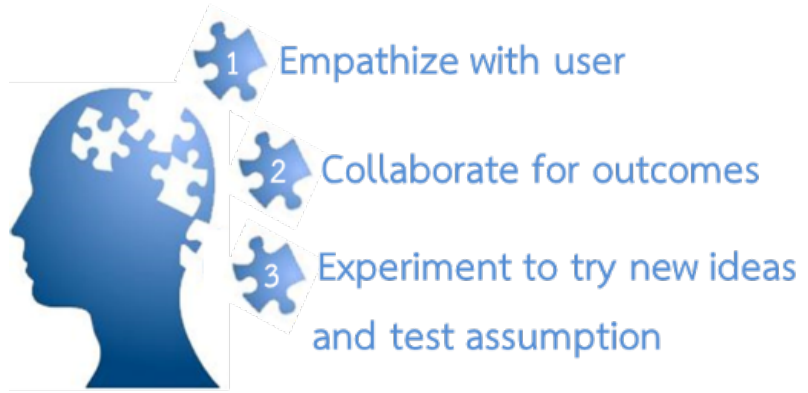 1 Empathize with user
2 Collaborate for outcomes
3 Experiment to try new ideas
and test assumption